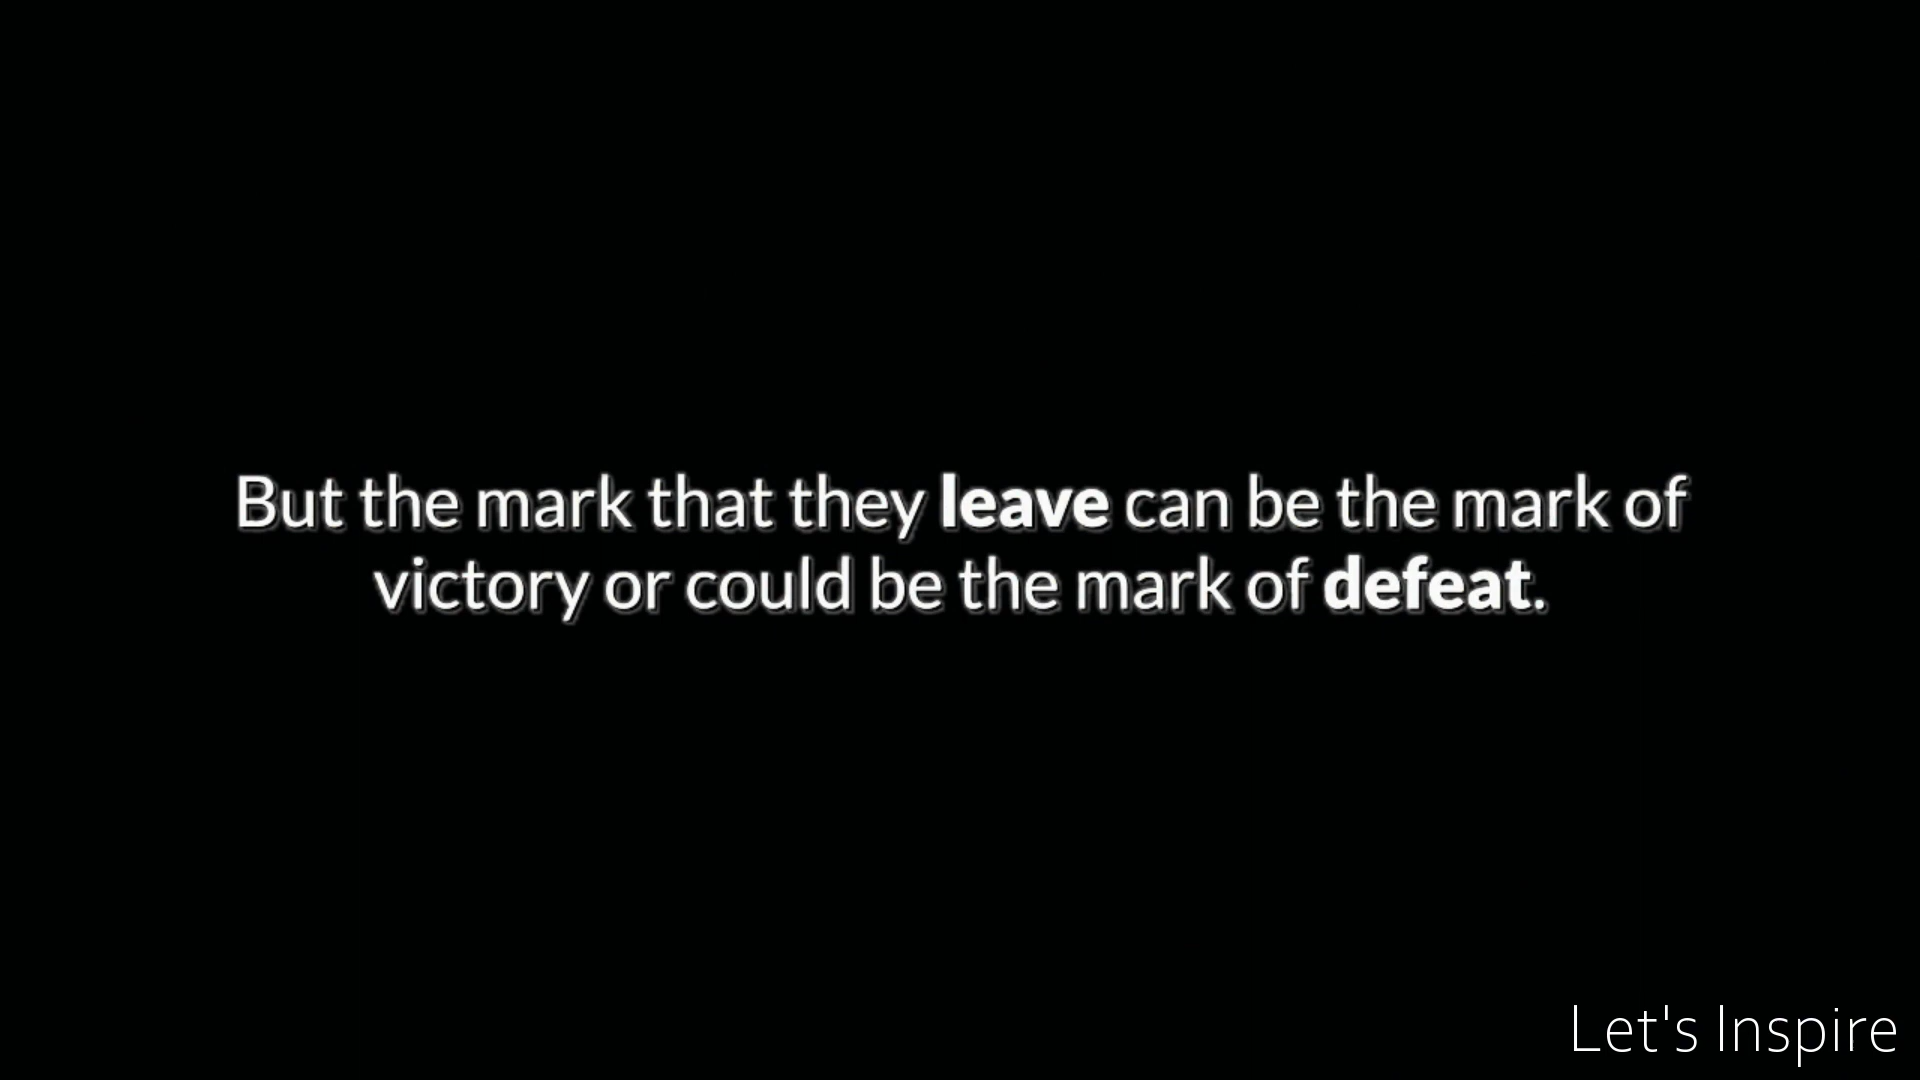 But the mark that they leave can be the mark of
victory or could be the mark of defeat.
Let's Inspire